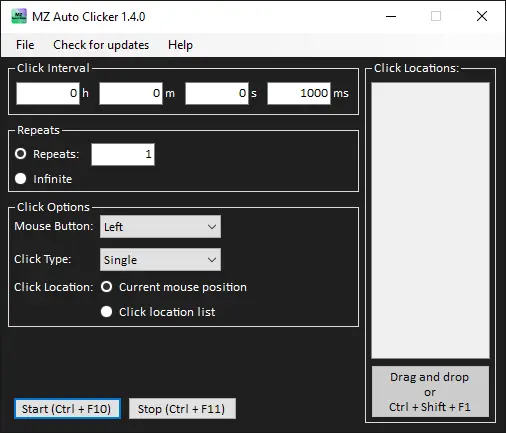 MZ Auto Clicker 1.4.0
File Check for updates Help
Click Interval
0 h 0 m 0 s 1000 ms
Repeats
Repeats: 1
Infinite
Click Options
Mouse Button: Left
Click Type: Single
Click Location: Current mouse position
Click location list
Start (Ctrl + F10) Stop (Ctrl + F11)
Click Locations:
Drag and drop
or
Ctrl + Shift + F1